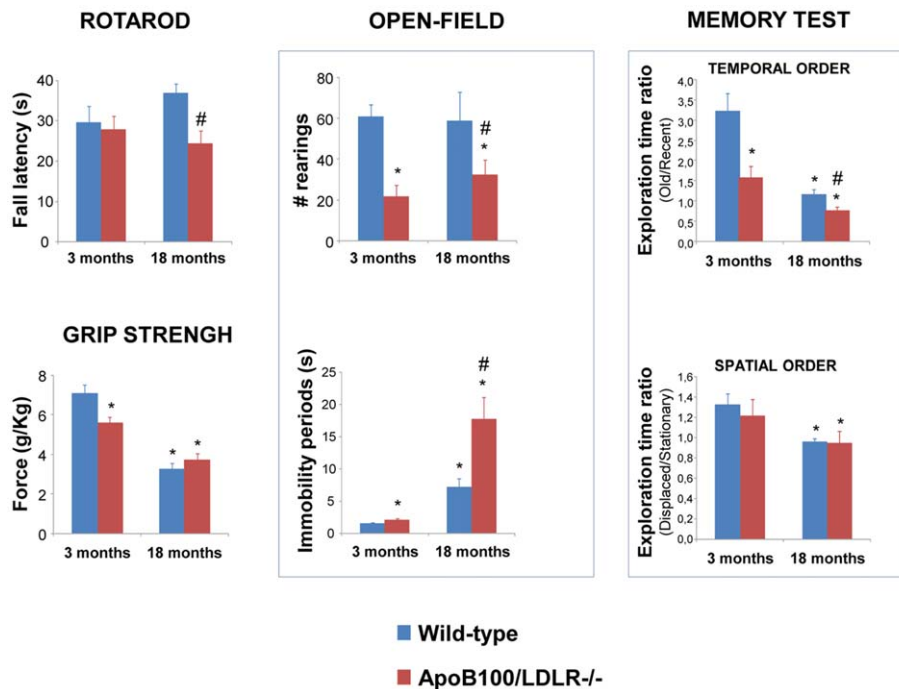 ROTAROD
Fall latency (s)
40
30
20
10
0
#
3 months 18 months
GRIP STRENGH
Force (g/Kg)
8
6
4
2
0
*
* *
3 months 18 months
OPEN-FIELD
# rearings
80
60
40
20
0
*
#
*
3 months 18 months
Immobility periods (s)
25
20
15
10
5
0
*
*
#
*
3 months 18 months
MEMORY TEST
TEMPORAL ORDER
Exploration time ratio
(Old/Recent)
4,0
3,5
3,0
2,5
2,0
1,5
1,0
0,5
0,0
*
*
#
*
3 months 18 months
SPATIAL ORDER
Exploration time ratio
(Displaced/Stationary)
1,6
1,4
1,2
1,0
0,8
0,6
0,4
0,2
0,0
* *
3 months 18 months
Wild-type
ApoB100/LDLR-/-